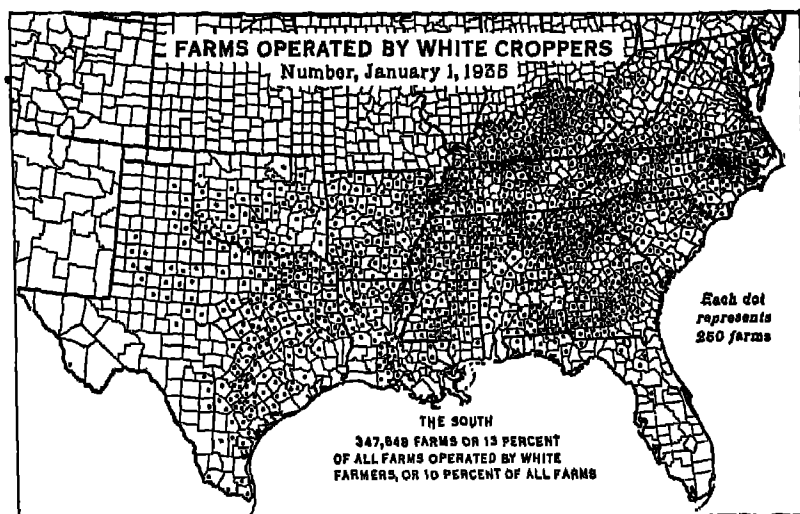 FARMS OPERATED BY WHITE CROPPERS
Number, January 1, 1935
Each dot
represents
250 farms
THE SOUTH
347,848 FARMS OR 13 PERCENT
OF ALL FARMS OPERATED BY WHITE
FARMERS, OR 10 PERCENT OF ALL FARMS